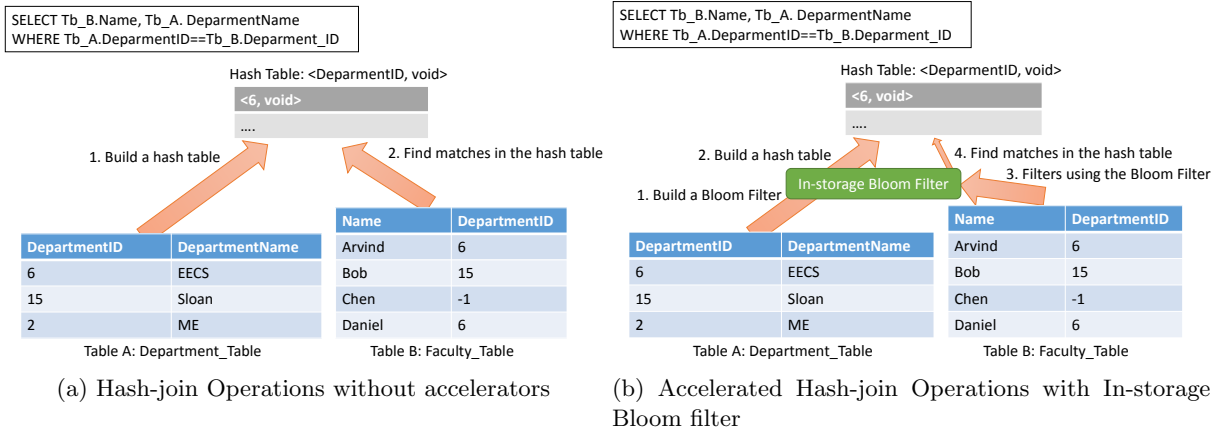 SELECT Tb_B.Name, Tb_A. DeparmentName
WHERE Tb_A.DeparmentID==Tb_B.Deparment_ID
Hash Table: <DeparmentID, void>
<6, void>
....
1. Build a hash table
2. Find matches in the hash table
DepartmentID DepartmentName
6 EECS
15 Sloan
2 ME
Table A: Department_Table
Name DepartmentID
Arvind 6
Bob 15
Chen -1
Daniel 6
Table B: Faculty_Table
(a) Hash-join Operations without accelerators
SELECT Tb_B.Name, Tb_A. DeparmentName
WHERE Tb_A.DeparmentID==Tb_B.Deparment_ID
Hash Table: <DeparmentID, void>
<6, void>
....
2. Build a hash table
4. Find matches in the hash table
3. Filters using the Bloom Filter
In-storage Bloom Filter
1. Build a Bloom Filter
DepartmentID DepartmentName
6 EECS
15 Sloan
2 ME
Table A: Department_Table
Name DepartmentID
Arvind 6
Bob 15
Chen -1
Daniel 6
Table B: Faculty_Table
(b) Accelerated Hash-join Operations with In-storage
Bloom filter